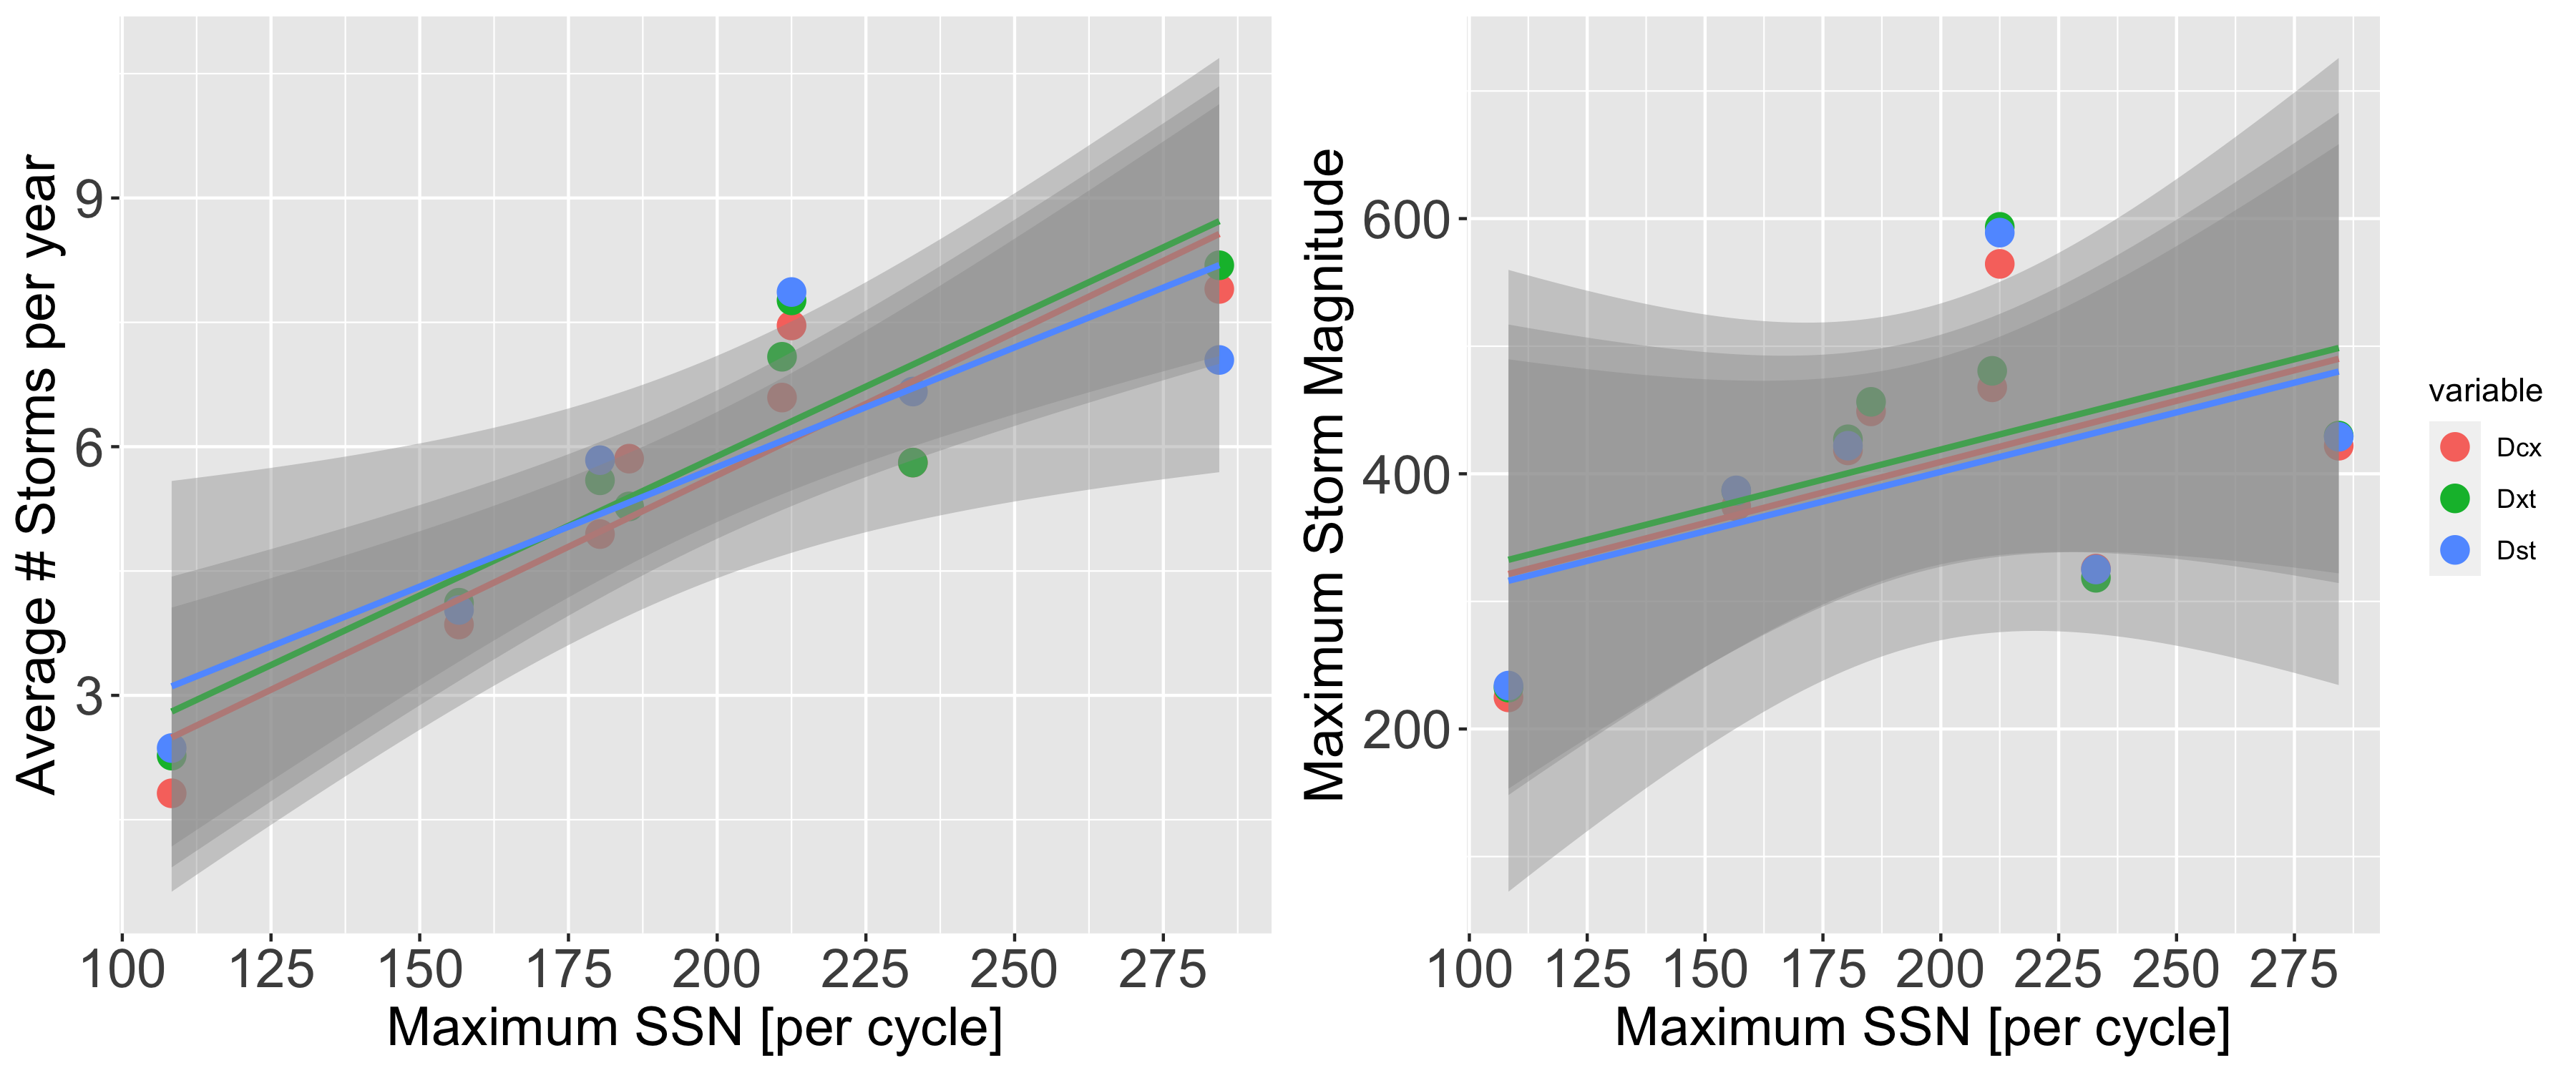 Average # Storms per year
9
6
3
100 125 150 175 200 225 250 275
Maximum SSN [per cycle]
Maximum Storm Magnitude
600
400
200
100 125 150 175 200 225 250 275
Maximum SSN [per cycle]
variable
Dcx
Dxt
Dst